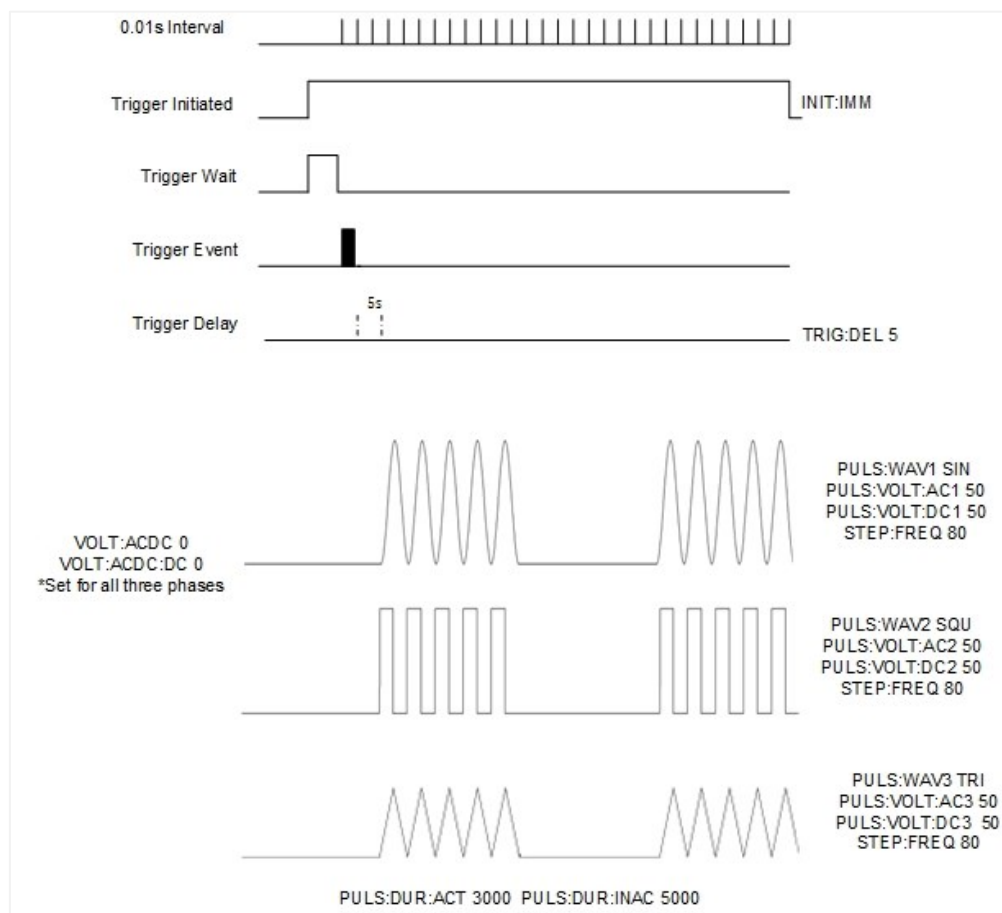 0.01s Interval
Trigger Initiated
INIT:IMM
Trigger Wait
Trigger Event
5s
Trigger Delay
TRIG:DEL 5
PULS:WAV1 SIN
PULS:VOLT:AC1 50
PULS:VOLT:DC1 50
STEP:FREQ 80
VOLT:ACDC 0
VOLT:ACDC:DC 0
*Set for all three phases
PULS:WAV2 SQU
PULS:VOLT:AC2 50
PULS:VOLT:DC2 50
STEP:FREQ 80
PULS:WAV3 TRI
PULS:VOLT:AC3 50
PULS:VOLT:DC3 50
STEP:FREQ 80
PULS:DUR:ACT 3000 PULS:DUR:INAC 5000